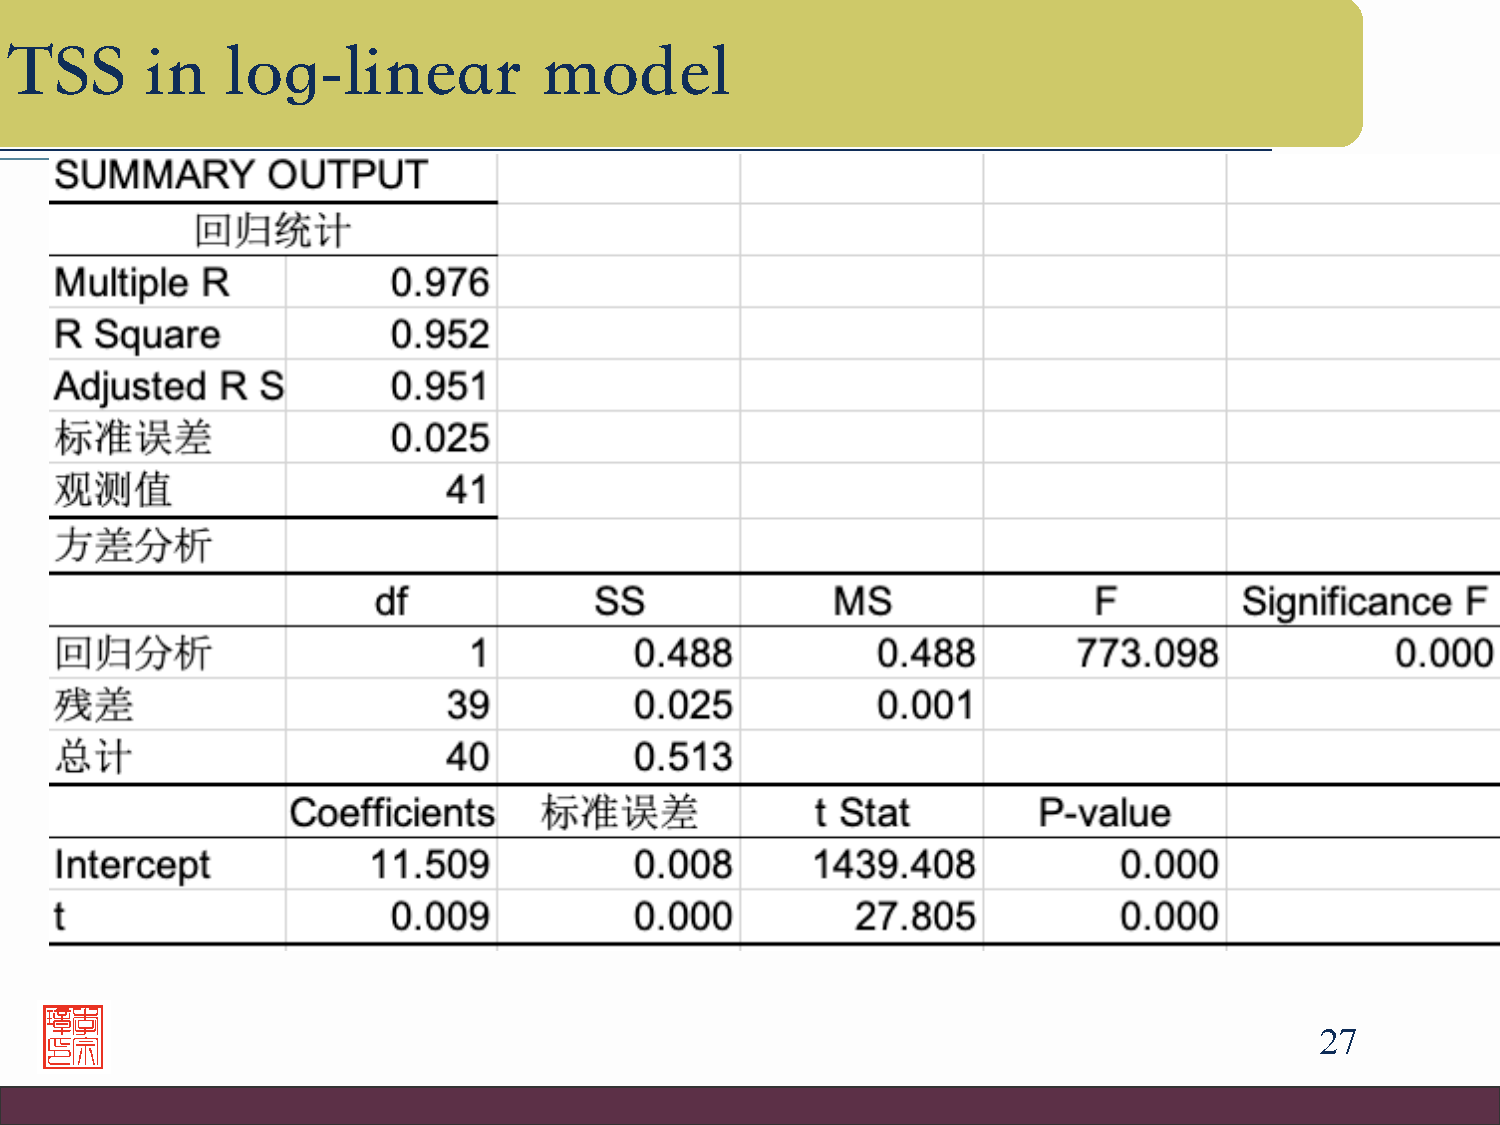 TSS in log-linear model
SUMMARY OUTPUT
回归统计
Multiple R 0.976
R Square 0.952
Adjusted R S 0.951
标准误差 0.025
观测值 41
方差分析
df SS MS F Significance F
回归分析 1 0.488 0.488 773.098 0.000
残差 39 0.025 0.001
总计 40 0.513
Coefficients 标准误差 t Stat P-value
Intercept 11.509 0.008 1439.408 0.000
t 0.009 0.000 27.805 0.000
27